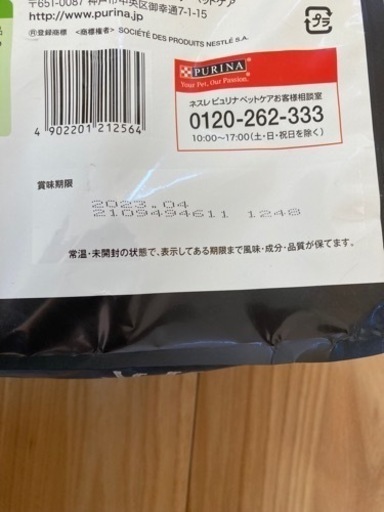 〒651-0087 神戸市中央区御幸通7-1-15
http://www.purina.jp
Ⓡ登録商標 <商標権者> SOCIÉTÉ DES PRODUITS NESTLÉ S.A.
プラ
PURINA
Your Pet, Our Passion.
ネスレ ピュリナ ペットケアお客様相談室
0120-262-333
10:00〜17:00(土・日・祝日を除く)
4 902201 212564
賞味期限
2023.04
2109494611 1248
常温・未開封の状態で、表示してある期限まで風味・成分・品質が保てます。